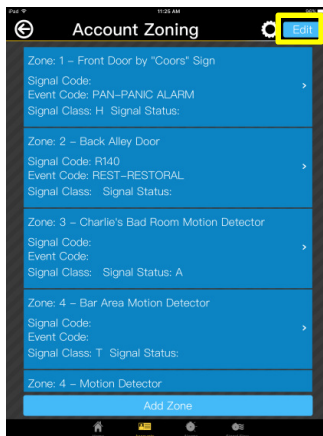 iPod 11:25 AM 96%
Account Zoning Edit
Zone: 1 – Front Door by "Coors" Sign
Signal Code:
Event Code: PAN–PANIC ALARM
Signal Class: H Signal Status:
Zone: 2 – Back Alley Door
Signal Code: R140
Event Code: REST–RESTORAL
Signal Class: Signal Status:
Zone: 3 – Charlie's Bad Room Motion Detector
Signal Code:
Event Code:
Signal Class: Signal Status: A
Zone: 4 – Bar Area Motion Detector
Signal Code:
Event Code:
Signal Class: T Signal Status:
Zone: 4 – Motion Detector
Add Zone